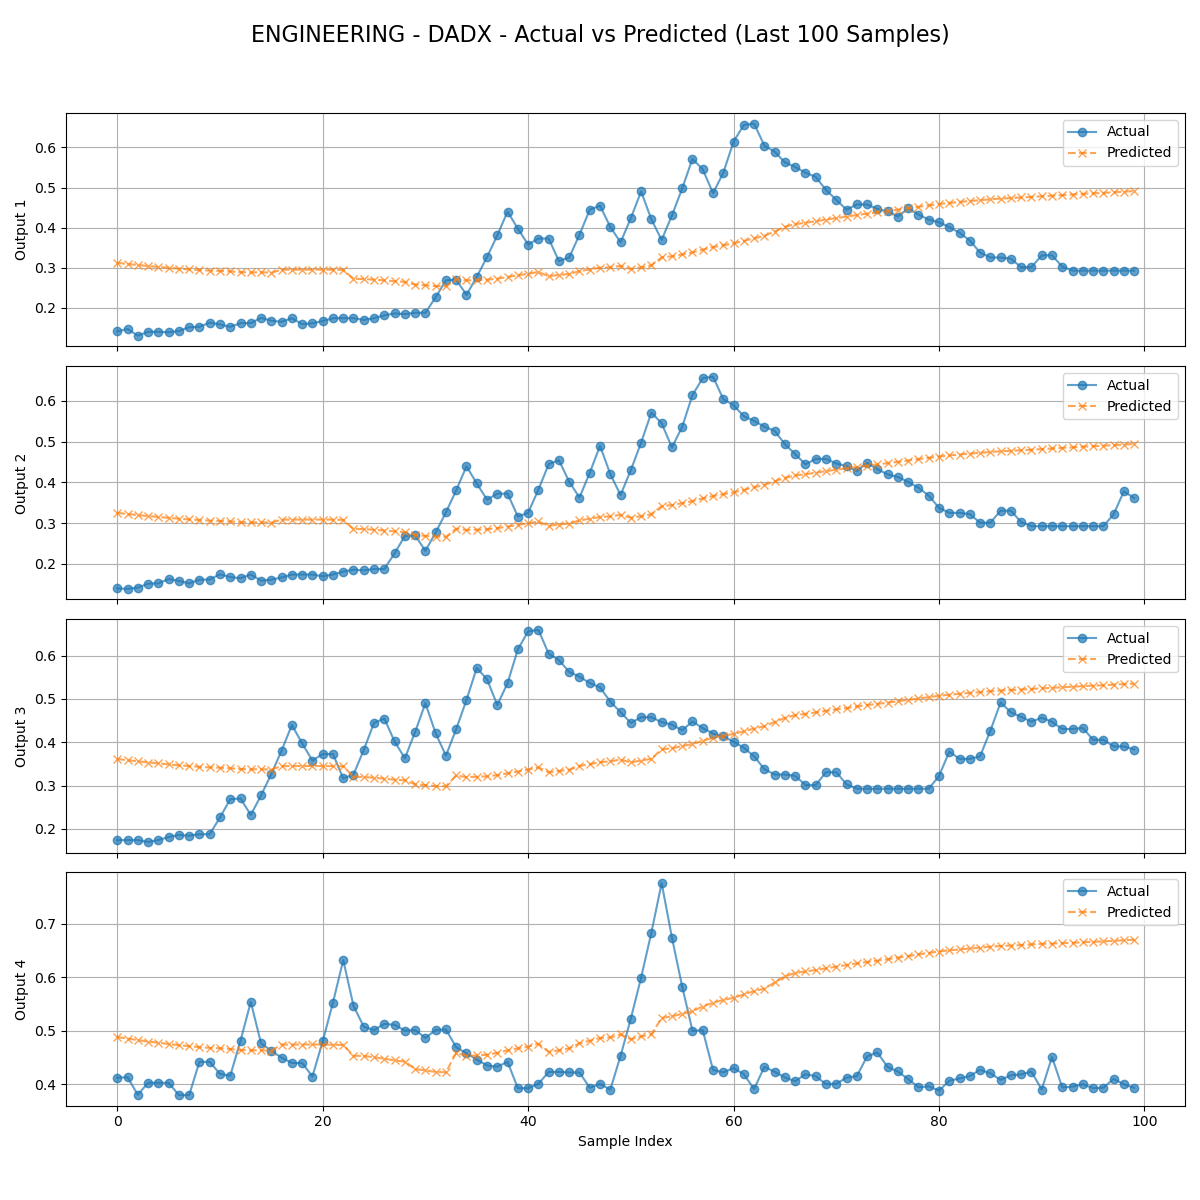 ENGINEERING - DADX - Actual vs Predicted (Last 100 Samples)
Output 1
0.6
0.5
0.4
0.3
0.2
Actual
Predicted
Output 2
0.6
0.5
0.4
0.3
0.2
Actual
Predicted
Output 3
0.6
0.5
0.4
0.3
0.2
Actual
Predicted
Output 4
0.7
0.6
0.5
0.4
Actual
Predicted
0 20 40 60 80 100
Sample Index